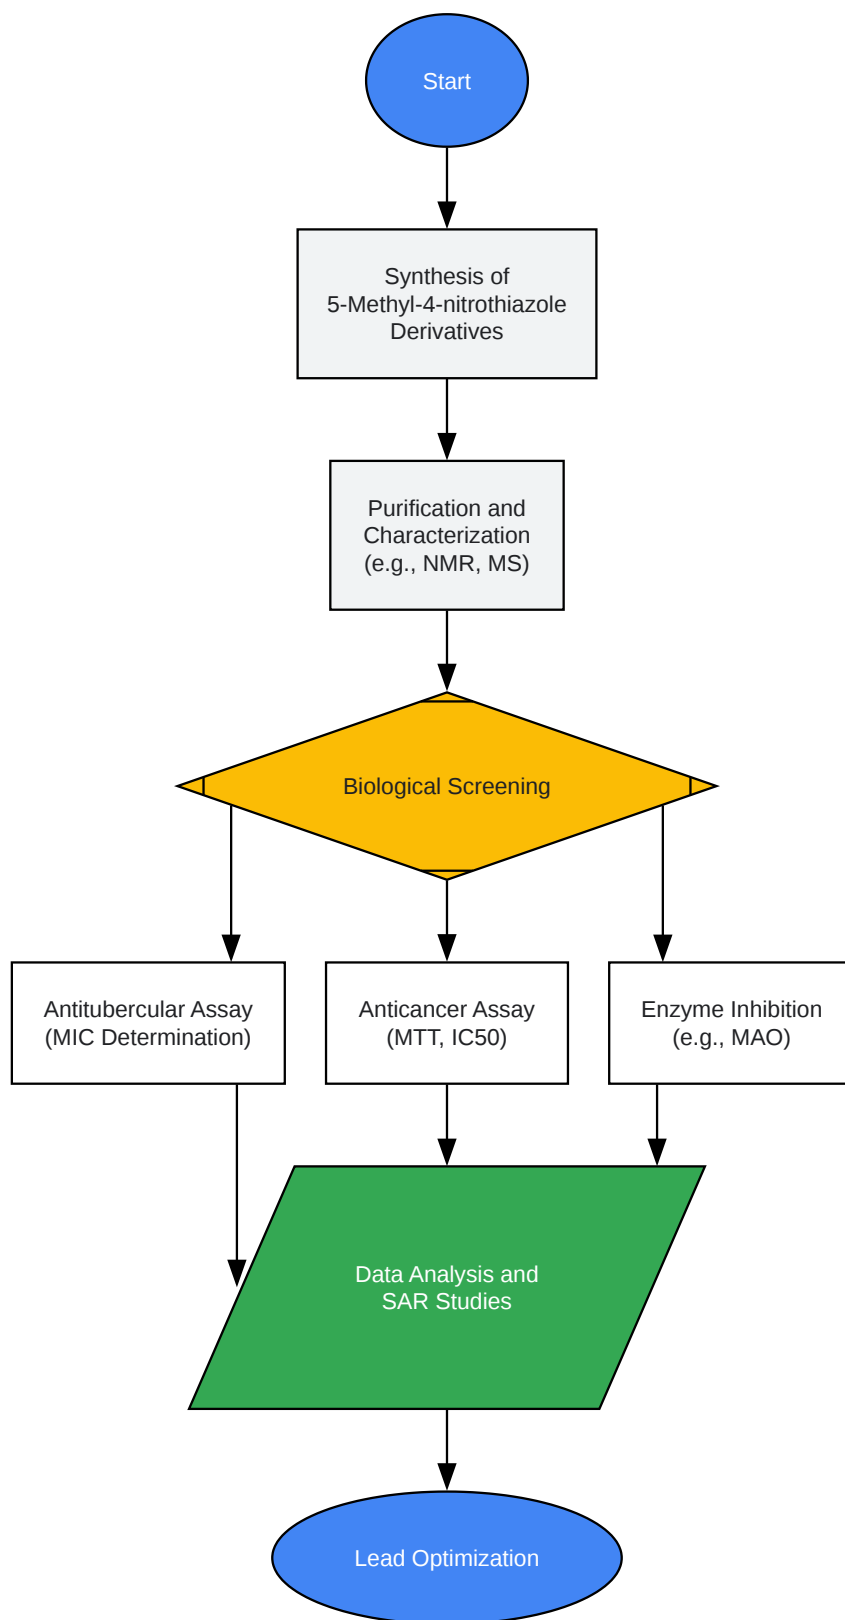 Start
Synthesis of
5-Methyl-4-nitrothiazole
Derivatives
Purification and
Characterization
(e.g., NMR, MS)
Biological Screening
Antitubercular Assay
(MIC Determination)
Anticancer Assay
(MTT, IC50)
Enzyme Inhibition
(e.g., MAO)
Data Analysis and
SAR Studies
Lead Optimization